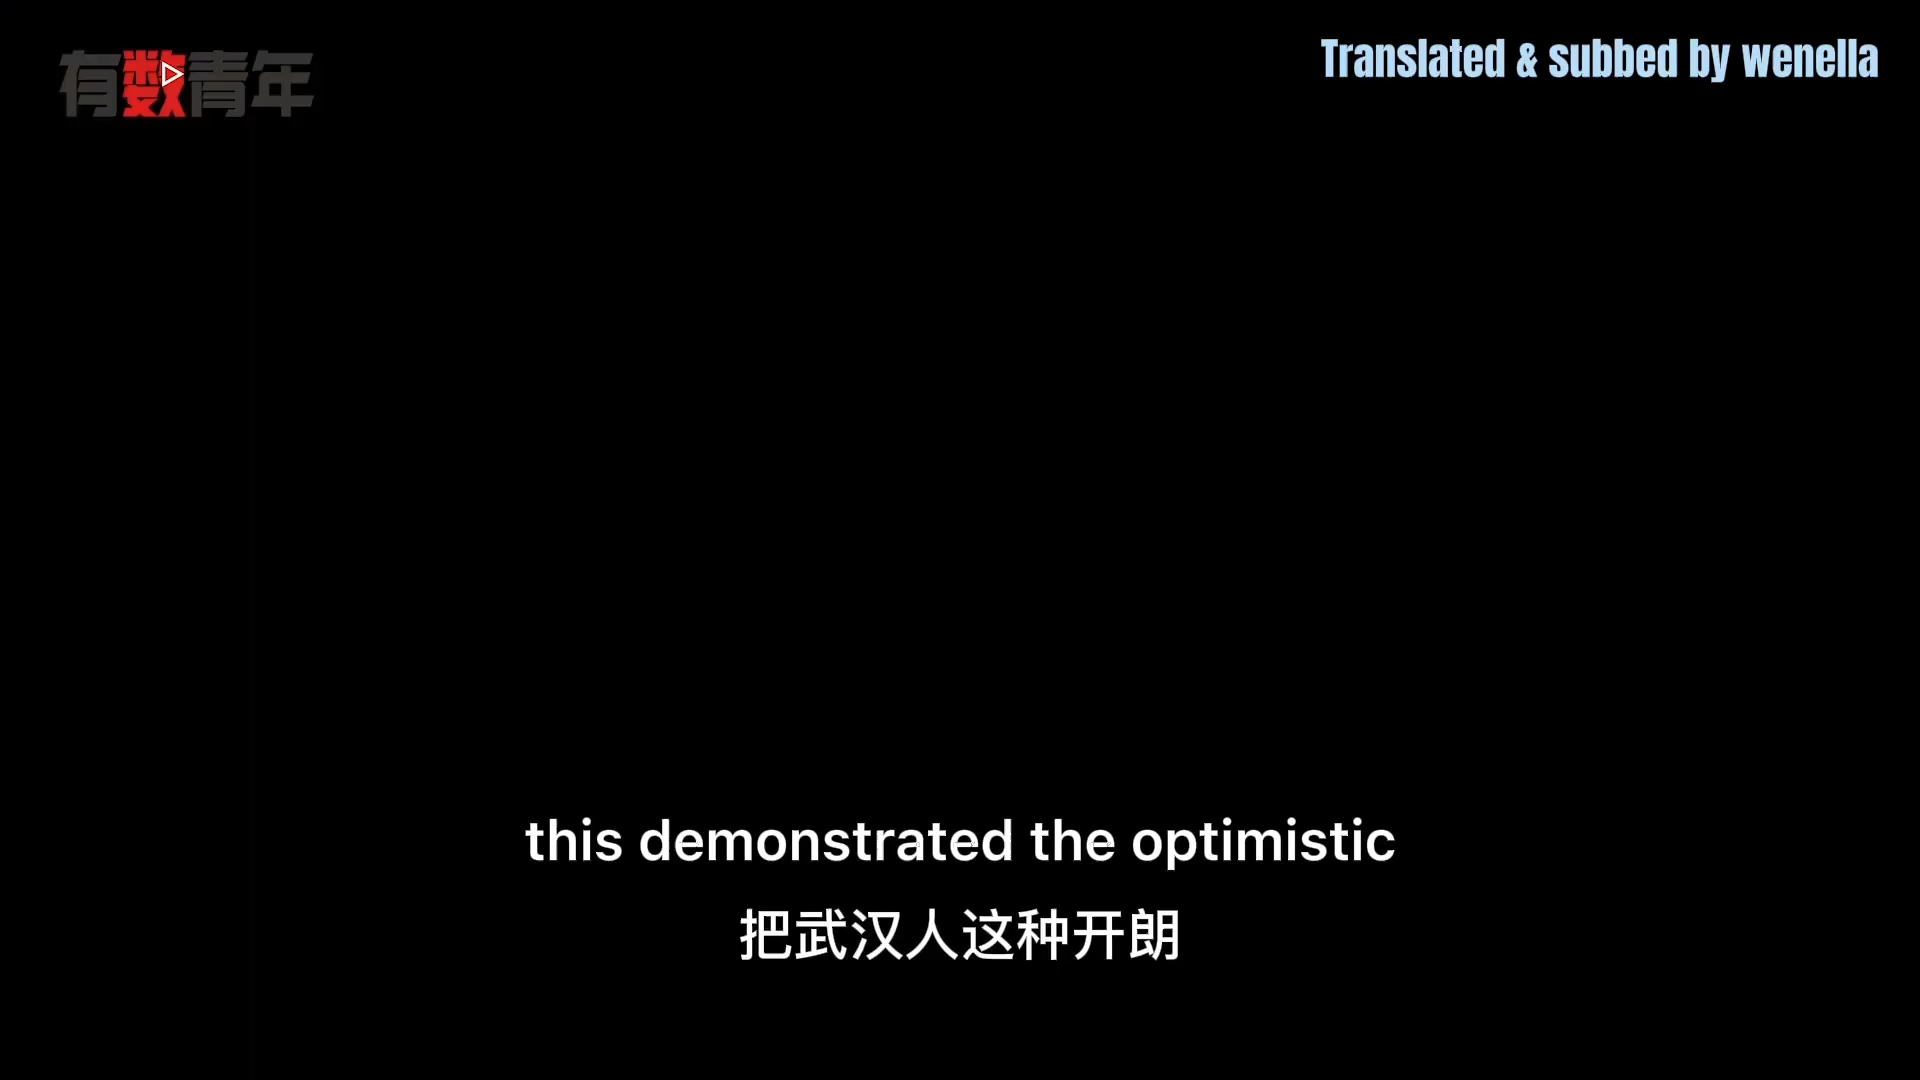 有数青年
Translated & subbed by wenella
this demonstrated the optimistic
把武汉人这种开朗